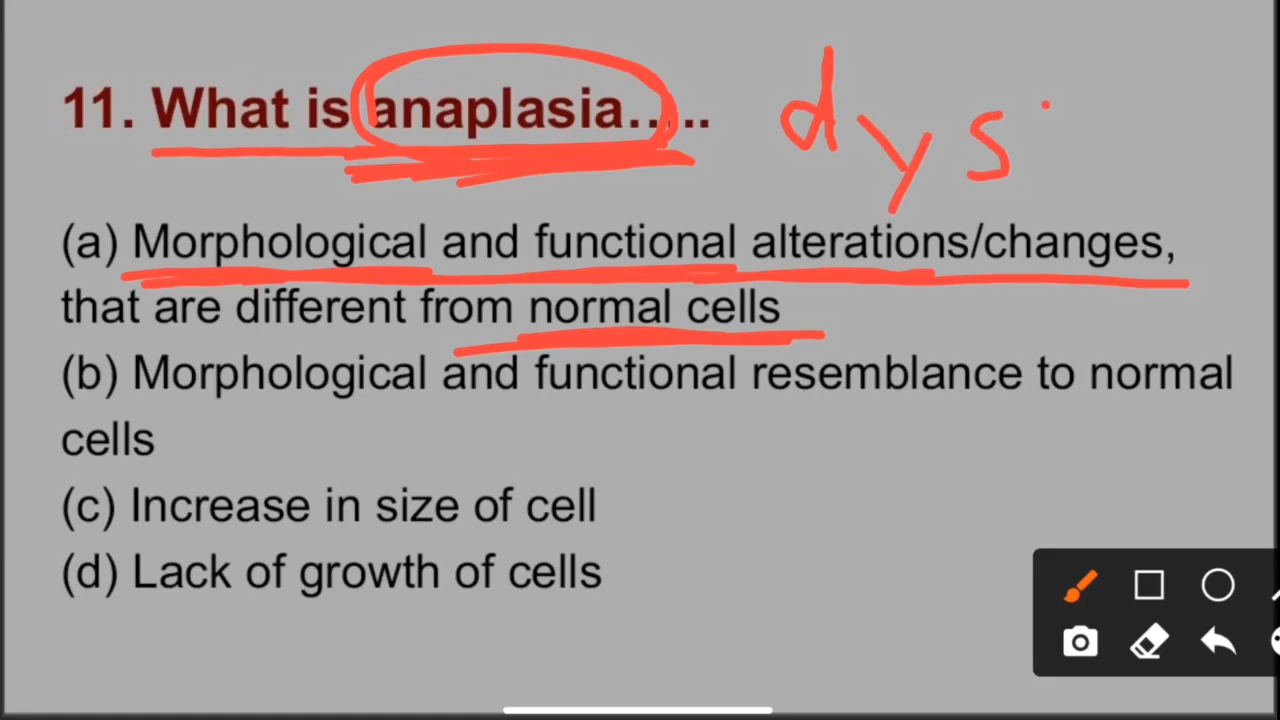 11. What is anaplasia.....
dys
(a) Morphological and functional alterations/changes,
that are different from normal cells
(b) Morphological and functional resemblance to normal
cells
(c) Increase in size of cell
(d) Lack of growth of cells